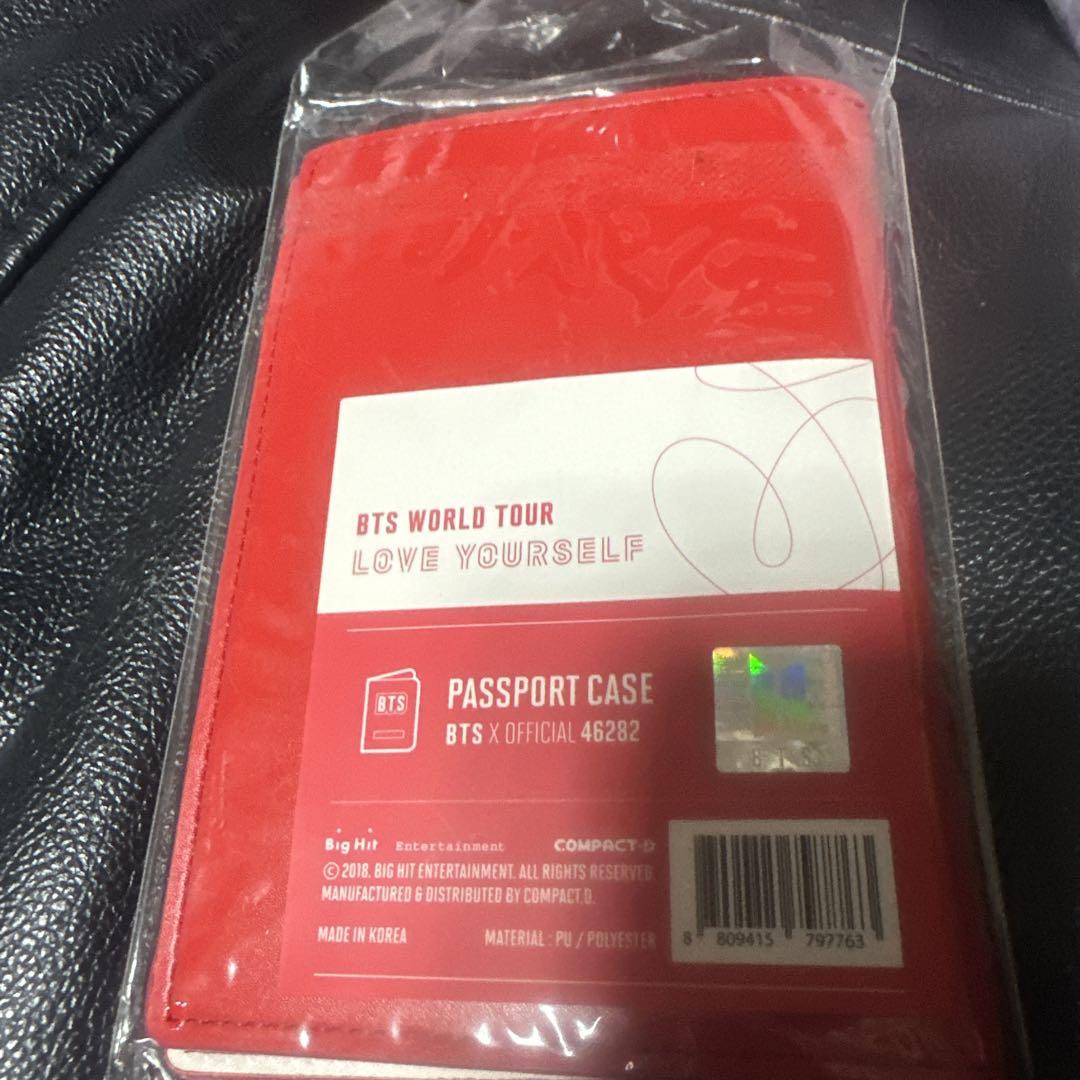 BTS WORLD TOUR
LOVE YOURSELF
BTS
PASSPORT CASE
BTS X OFFICIAL 46282
Big Hit Entertainment COMPACT-D
© 2018. BIG HIT ENTERTAINMENT. ALL RIGHTS RESERVED.
MANUFACTURED & DISTRIBUTED BY COMPACT.D.
MADE IN KOREA MATERIAL : PU / POLYESTER
8 809415 797763